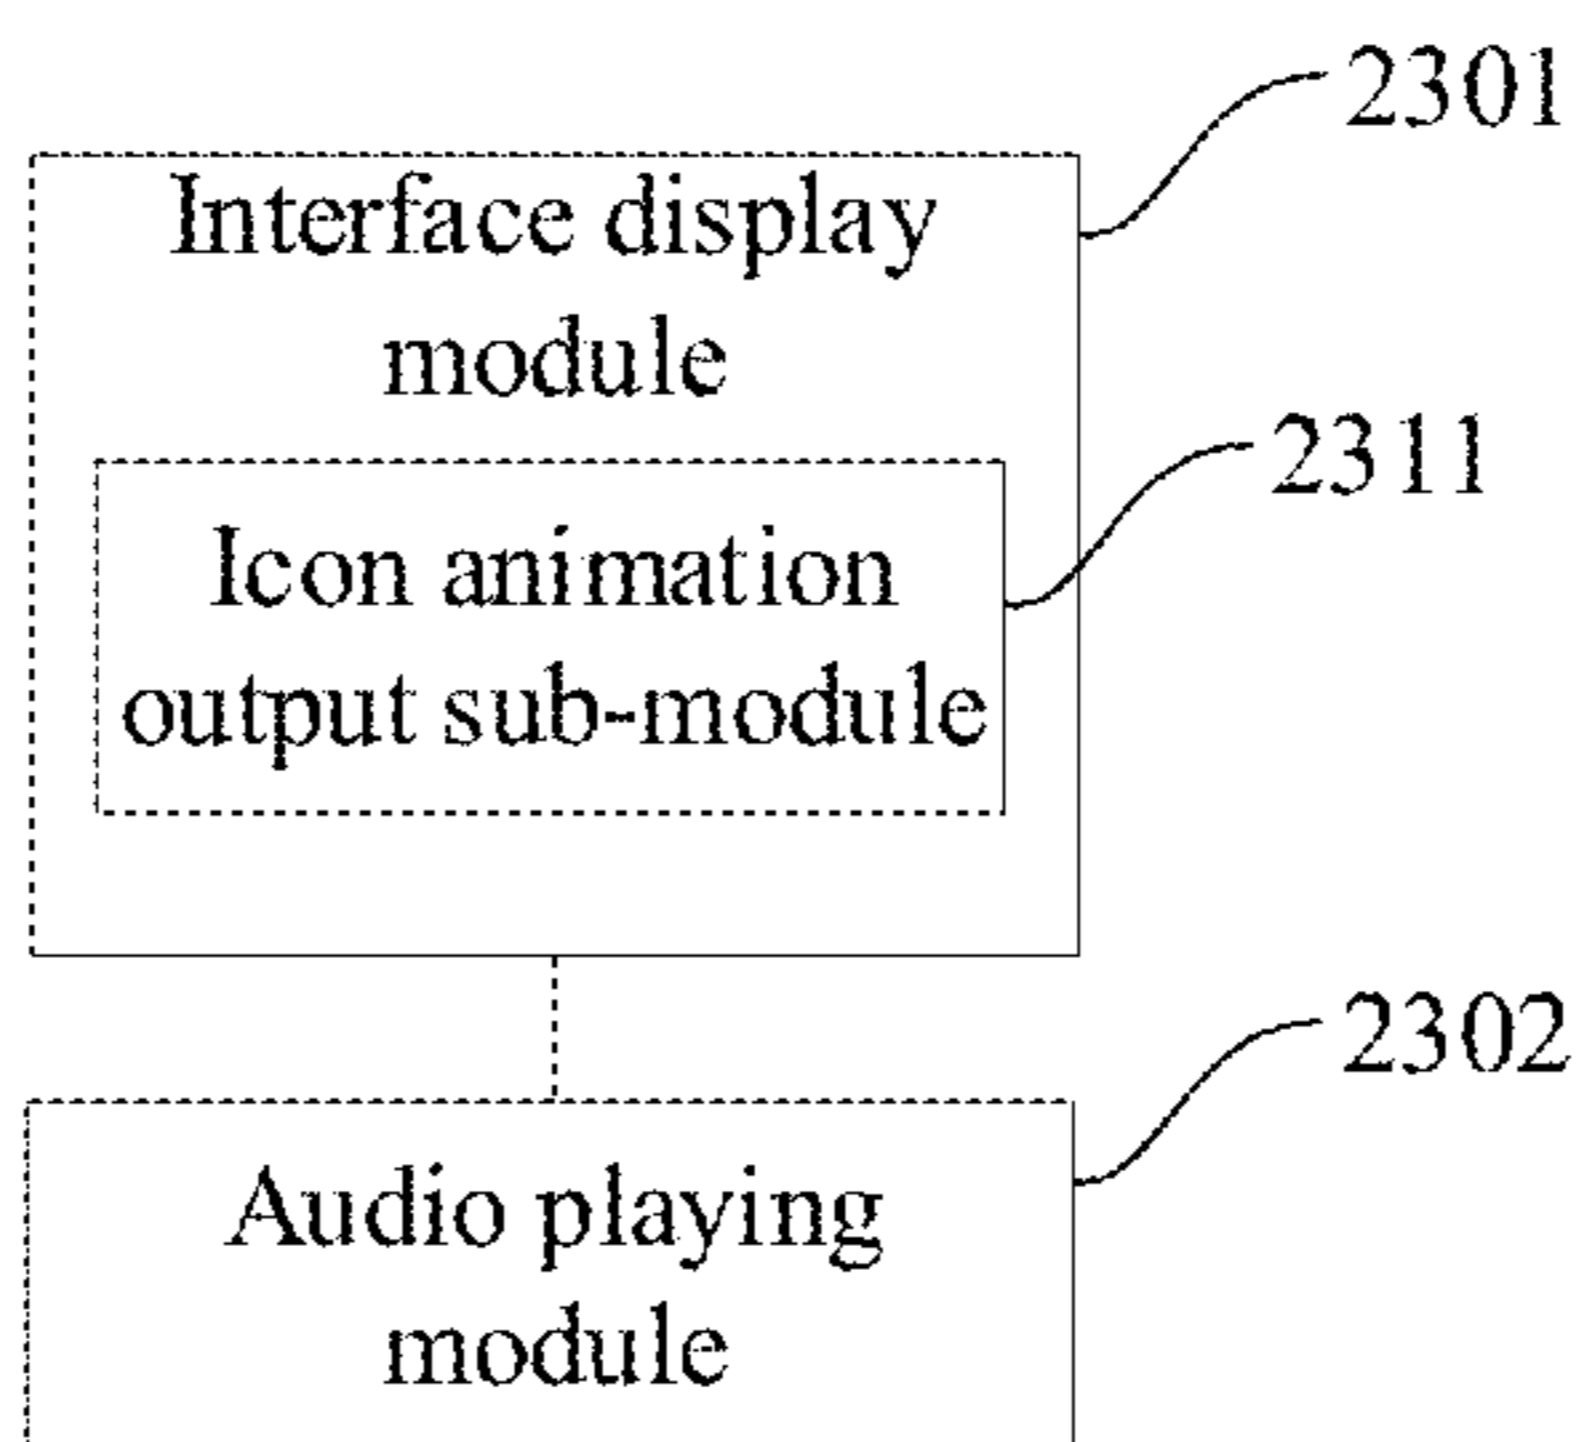 2301
Interface display
module
2311
Icon animation
output sub-module
2302
Audio playing
module